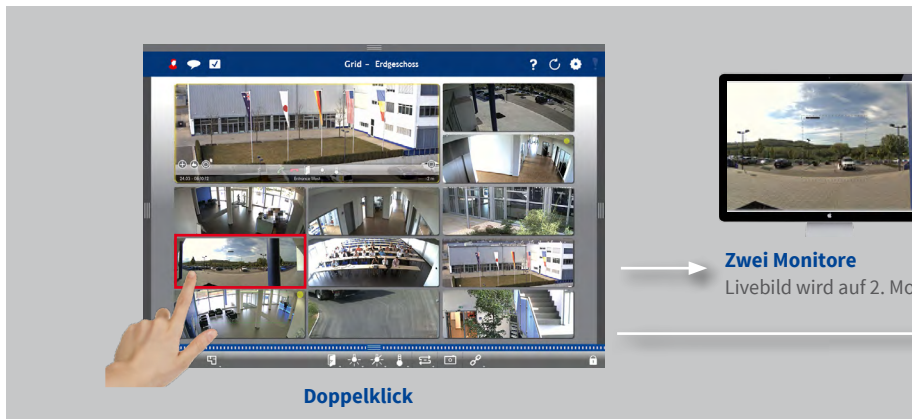 Grid – Erdgeschoss
Zwei Monitore
Livebild wird auf 2. Mo
Doppelklick